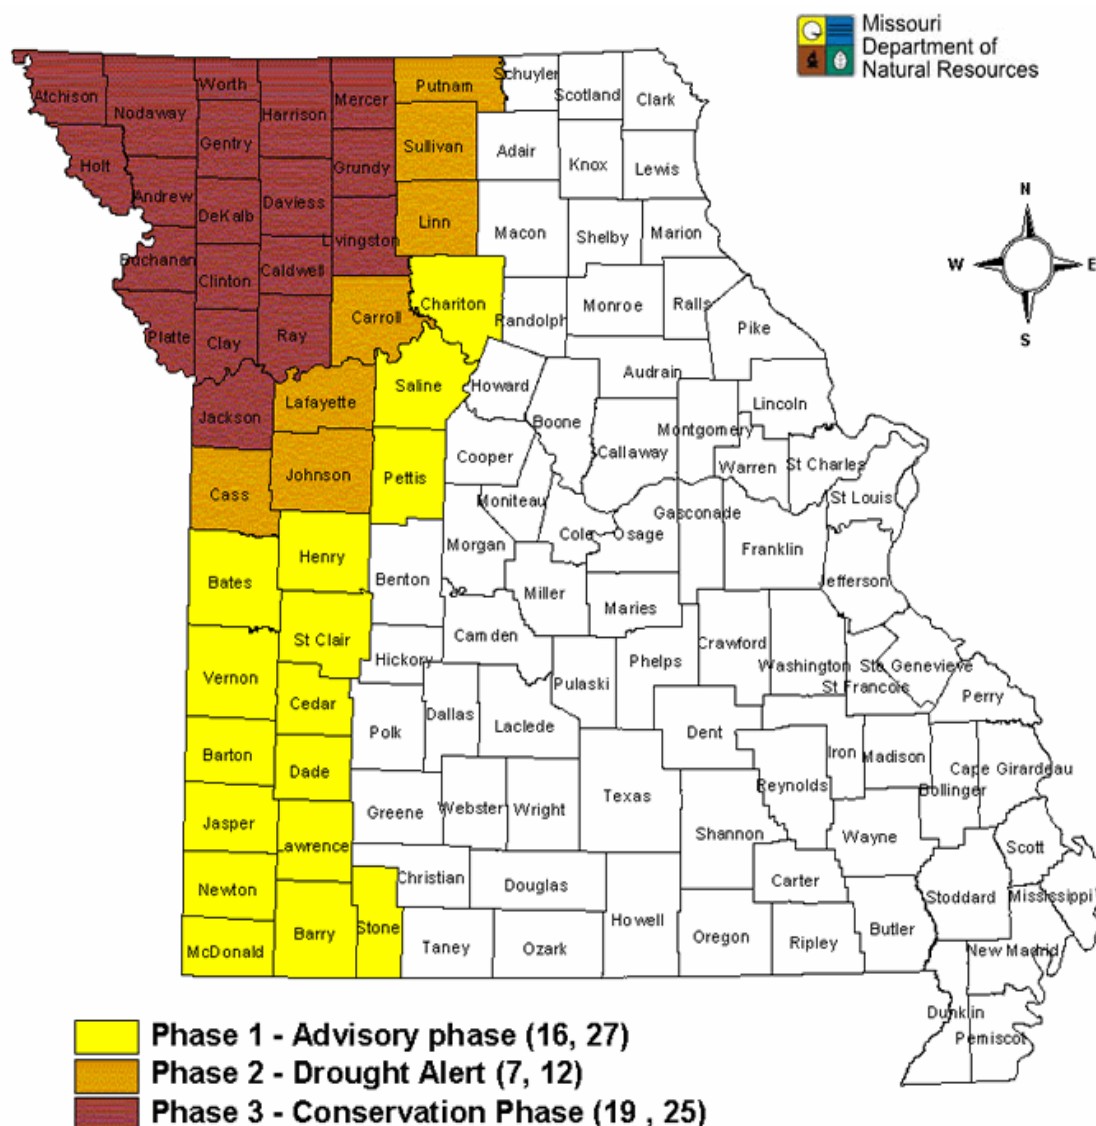 Missouri
Department of
Natural Resources
Schuyler
Putnam
Scotland
Clark
Worth
Mercer
Atchison
Nodaway
Harrison
Sullivan
Adair
Knox
Lewis
Gentry
Holt
Grundy
Andrew
Daviess
DeKalb
Linn
Macon
Shelby
Marion
Livingston
Buchanan
Clinton
Caldwell
Chariton
Randolph
Monroe
Ralls
Pike
Platte
Clay
Ray
Carroll
Audrain
Saline
Howard
Lafayette
Lincoln
Jackson
Boone
Montgomery
Callaway
Cooper
Warren
St Charles
Johnson
Pettis
Cass
Moniteau
St Louis
Gasconade
Morgan
Cole
Osage
Franklin
Henry
Bates
Benton
Jefferson
Miller
Maries
St Clair
Camden
Crawford
Hickory
Phelps
Washington
Ste Genevieve
Vernon
Pulaski
St Francois
Perry
Cedar
Dallas
Laclede
Polk
Dent
Barton
Iron
Madison
Dade
Cape Girardeau
Reynolds
Bollinger
Texas
Greene
Webster
Wright
Jasper
Shannon
Wayne
Lawrence
Scott
Christian
Douglas
Carter
Newton
Stoddard
Mississippi
Howell
Stone
Barry
Butler
Oregon
Ripley
McDonald
Taney
Ozark
New Madrid
Dunklin
Pemiscot
N
W
E
S
Phase 1 - Advisory phase (16, 27)
Phase 2 - Drought Alert (7, 12)
Phase 3 - Conservation Phase (19 , 25)